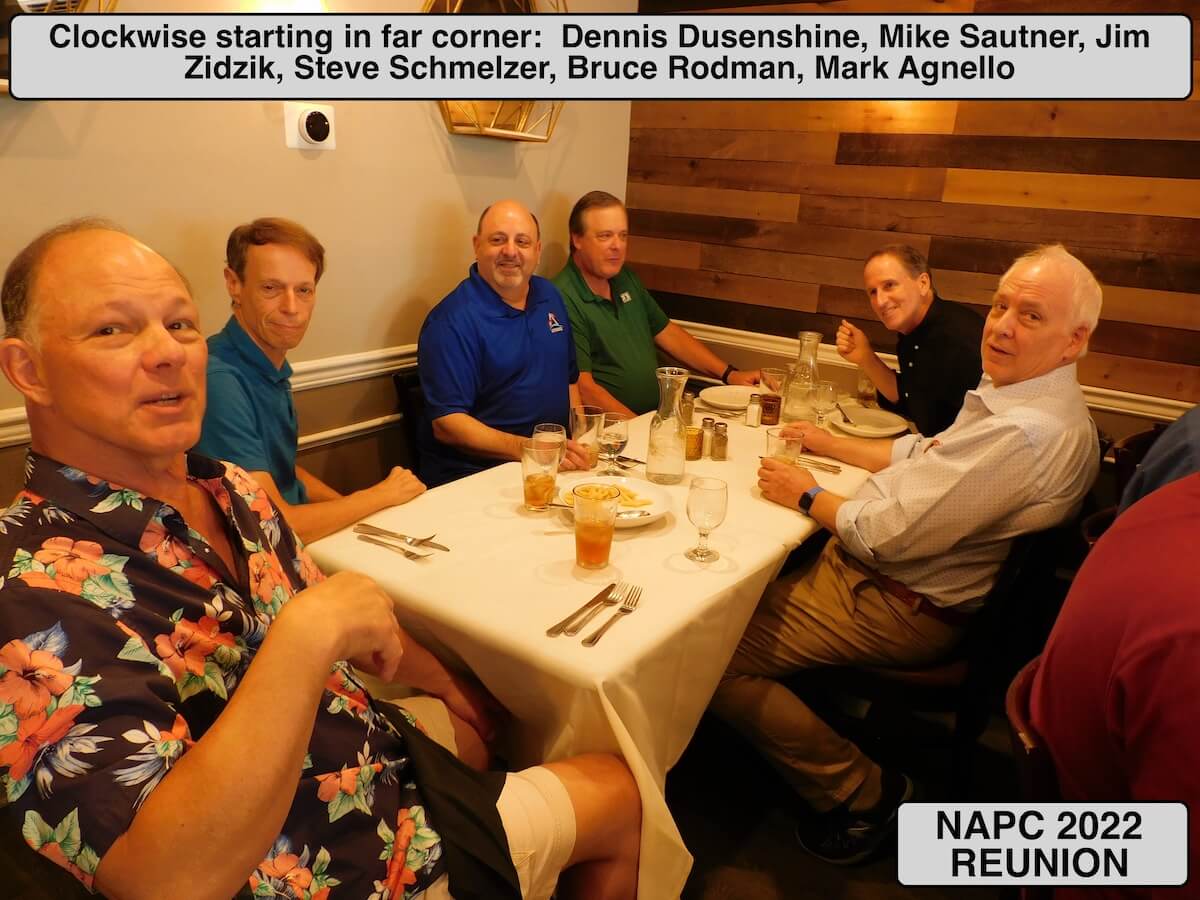 Clockwise starting in far corner:  Dennis Dusenshine, Mike Sautner, Jim
Zidzik, Steve Schmelzer, Bruce Rodman, Mark Agnello
NAPC 2022
REUNION